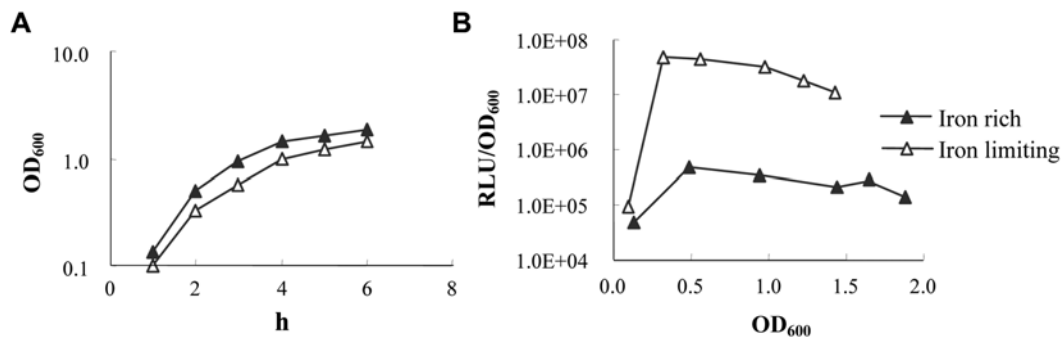 A
10.0
1.0
0.1
OD600
0 2 4 6 8
h
B
1.0E+08
1.0E+07
1.0E+06
1.0E+05
1.0E+04
RLU/OD600
0.0 0.5 1.0 1.5 2.0
OD600
Iron rich
Iron limiting